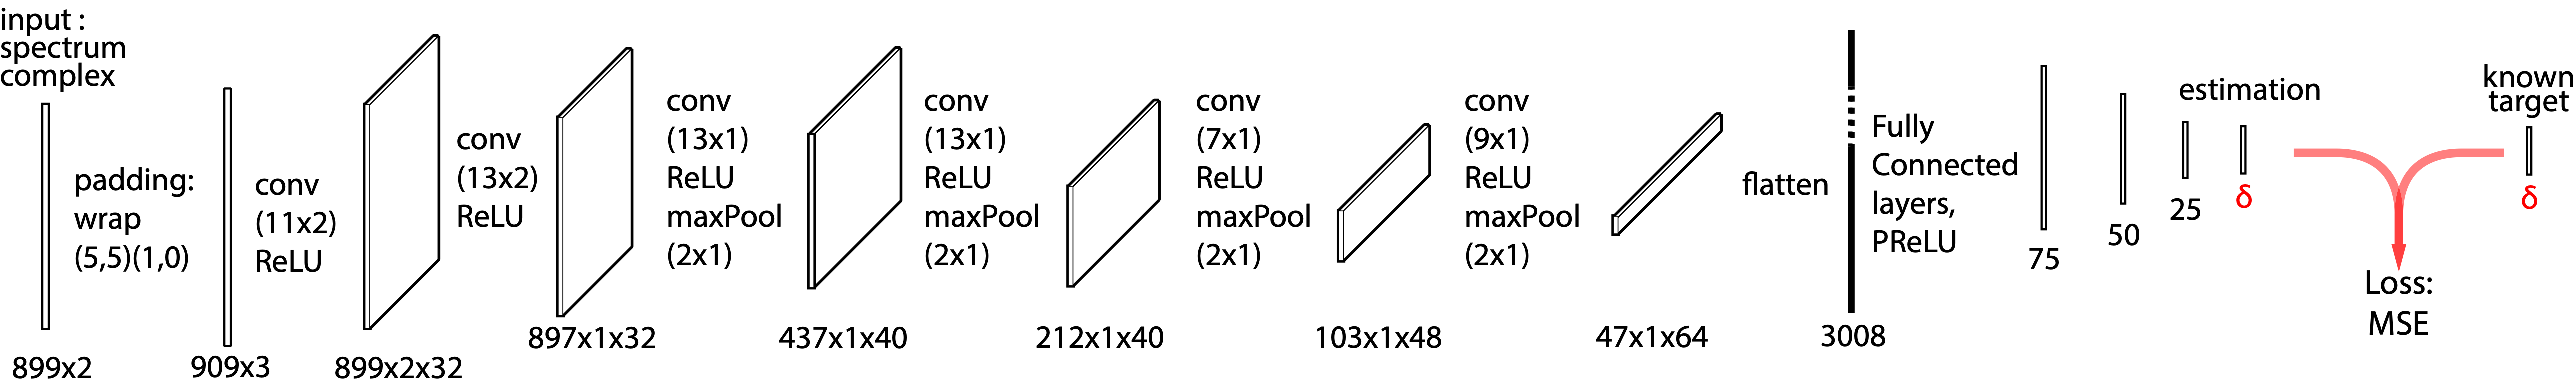 input :
spectrum
complex
899x2
padding:
wrap
(5,5)(1,0)
909x3
conv
(11x2)
ReLU
899x2x32
conv
(13x2)
ReLU
897x1x32
conv
(13x1)
ReLU
maxPool
(2x1)
437x1x40
conv
(13x1)
ReLU
maxPool
(2x1)
212x1x40
conv
(7x1)
ReLU
maxPool
(2x1)
103x1x48
conv
(9x1)
ReLU
maxPool
(2x1)
47x1x64
flatten
3008
Fully
Connected
layers,
PReLU
75
50
25
estimation
δ
known
target
δ
Loss:
MSE